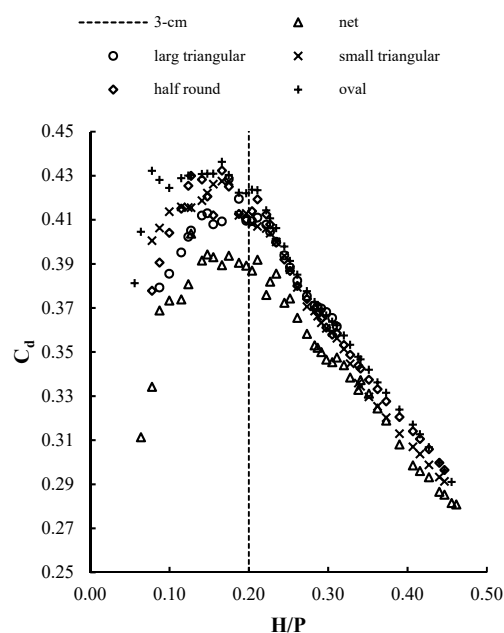 3-cm
net
larg triangular
small triangular
half round
oval
0.45
0.43
0.41
0.39
0.37
0.35
0.33
0.31
0.29
0.27
0.25
Cd
0.00
0.10
0.20
0.30
0.40
0.50
H/P